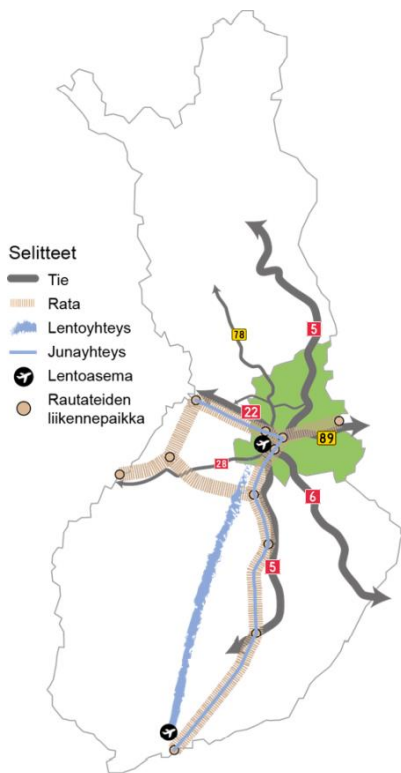 Selitteet
Tie
Rata
Lentoyhteys
Junayhteys
Lentoasema
Rautateiden
liikennepaikka
78
5
22
89
28
6
5